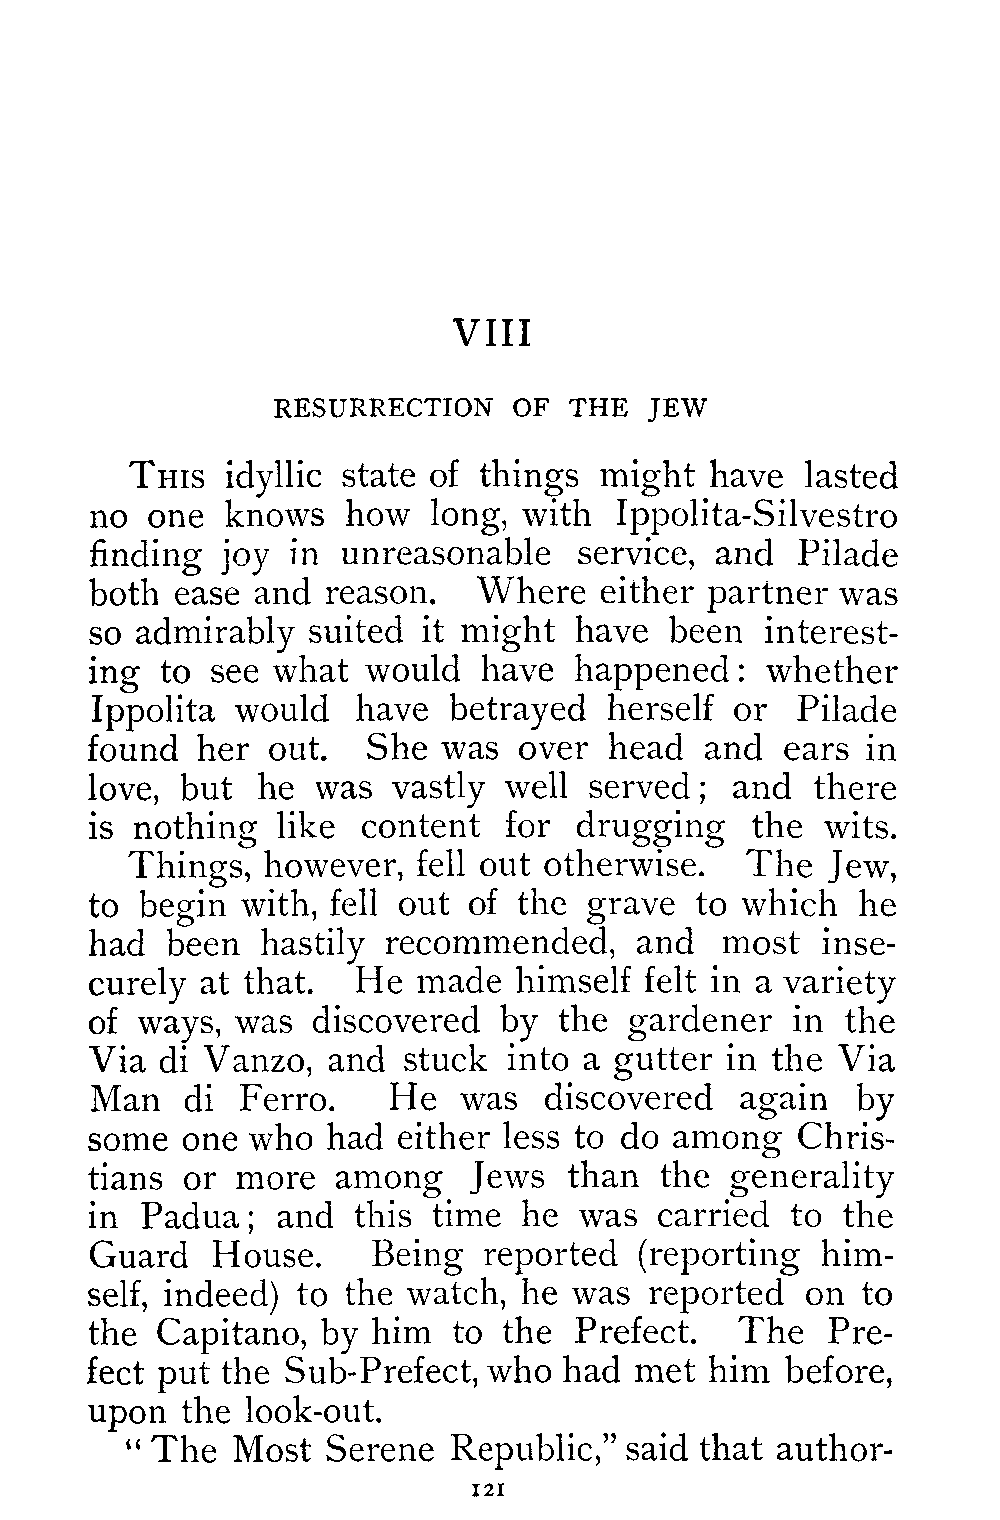 VIII
RESURRECTION OF THE JEW
THIS idyllic state of things might have lasted
no one knows how long, with Ippolita-Silvestro
finding joy in unreasonable service, and Pilade
both ease and reason. Where either partner was
so admirably suited it might have been interest-
ing to see what would have happened: whether
Ippolita would have betrayed herself or Pilade
found her out. She was over head and ears in
love, but he was vastly well served; and there
is nothing like content for drugging the wits.
Things, however, fell out otherwise. The Jew,
to begin with, fell out of the grave to which he
had been hastily recommended, and most inse-
curely at that. He made himself felt in a variety
of ways, was discovered by the gardener in the
Via di Vanzo, and stuck into a gutter in the Via
Man di Ferro. He was discovered again by
some one who had either less to do among Chris-
tians or more among Jews than the generality
in Padua; and this time he was carried to the
Guard House. Being reported (reporting him-
self, indeed) to the watch, he was reported on to
the Capitano, by him to the Prefect. The Pre-
fect put the Sub-Prefect, who had met him before,
upon the look-out.
“The Most Serene Republic,” said that author-
121